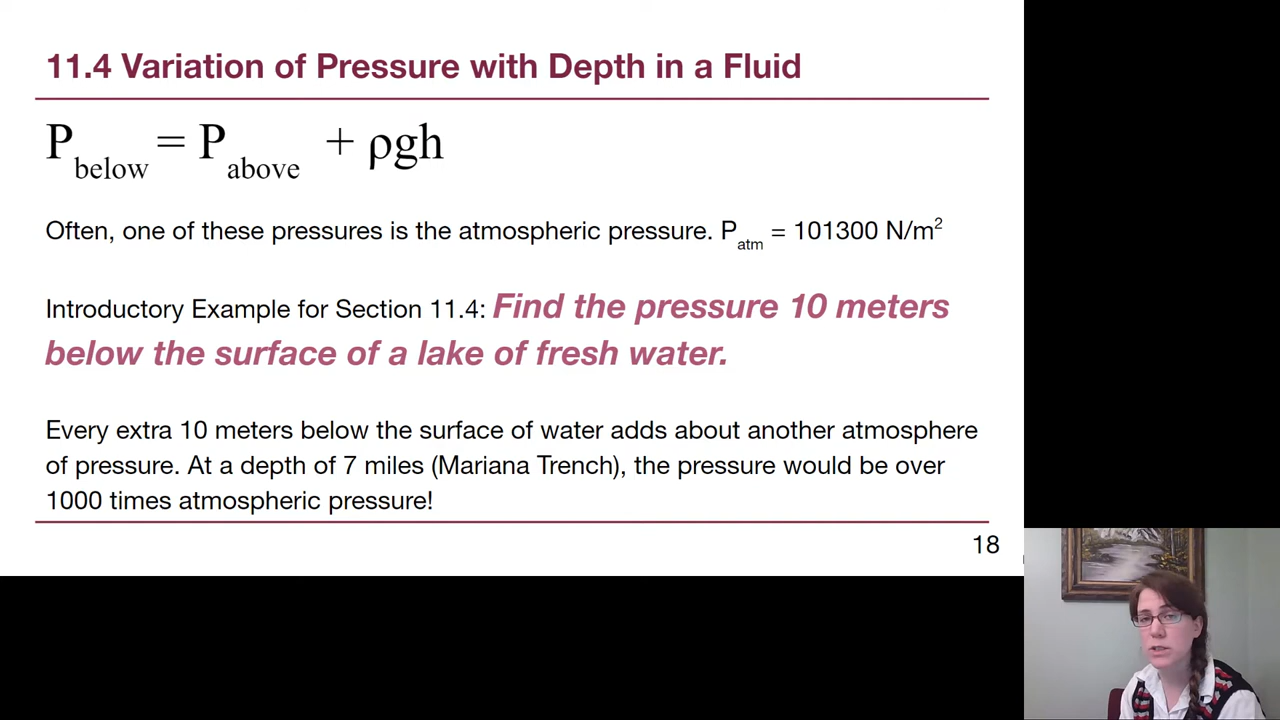 11.4 Variation of Pressure with Depth in a Fluid
P_below = P_above + ρgh
Often, one of these pressures is the atmospheric pressure. P_atm = 101300 N/m²
Introductory Example for Section 11.4: Find the pressure 10 meters
below the surface of a lake of fresh water.
Every extra 10 meters below the surface of water adds about another atmosphere
of pressure. At a depth of 7 miles (Mariana Trench), the pressure would be over
1000 times atmospheric pressure!
18